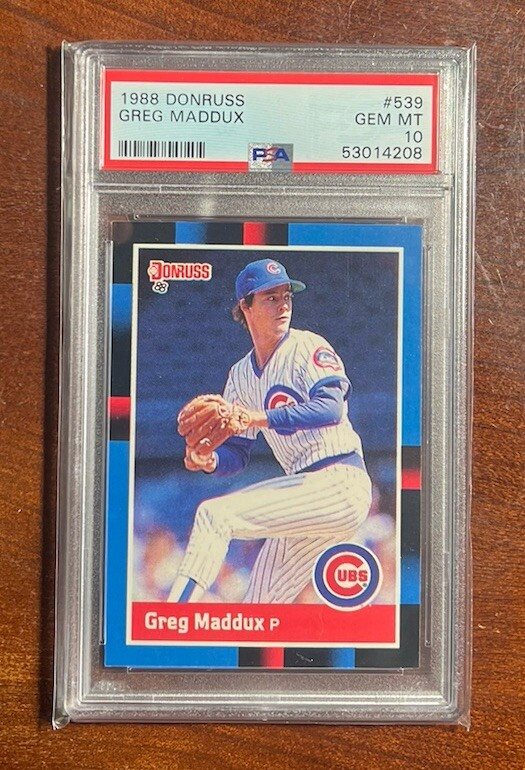 1988 DONRUSS #539
GREG MADDUX GEM MT
10
53014208
PSA
DONRUSS
88
CUBS
Greg Maddux P